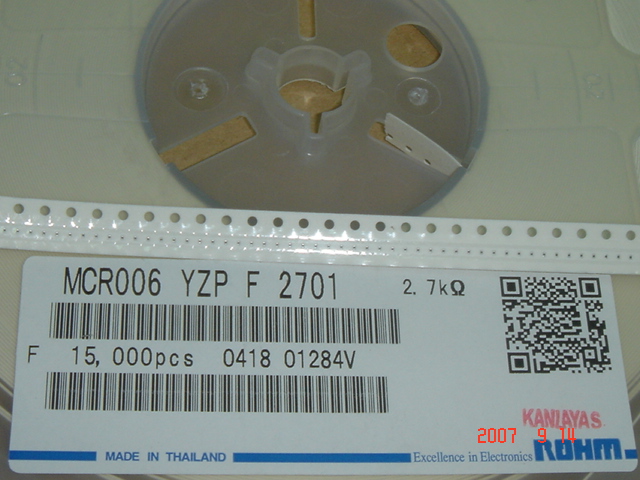 MCR006 YZP F 2701 2.7kΩ
F 15,000pcs 0418 01284V
KANLAYA S.
2007 9 14
MADE IN THAILAND Excellence in Electronics ROHM